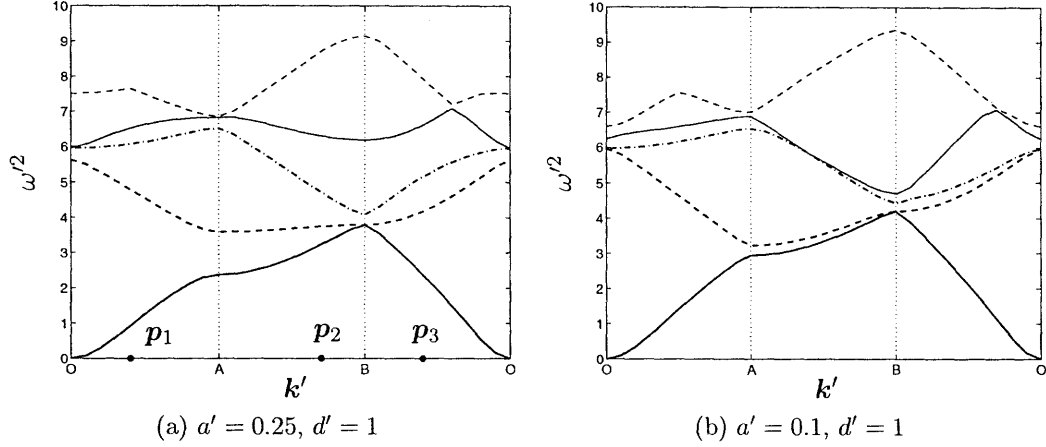 10
9
8
7
6
5
4
3
2
1
0
ω′²
p₁ p₂ p₃
O A B O
k′
(a) a′ = 0.25, d′ = 1
10
9
8
7
6
5
4
3
2
1
0
ω′²
O A B O
k′
(b) a′ = 0.1, d′ = 1